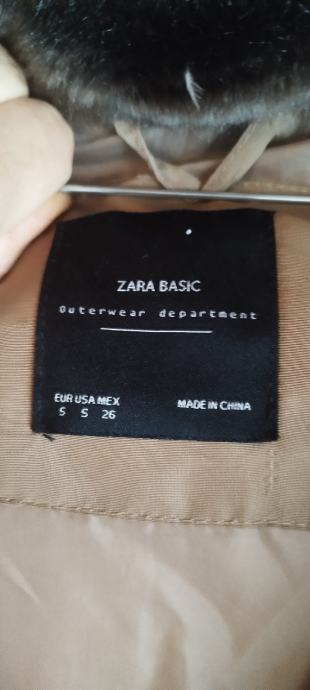 ZARA BASIC
Outerwear department
EUR USA MEX
S S 26
MADE IN CHINA